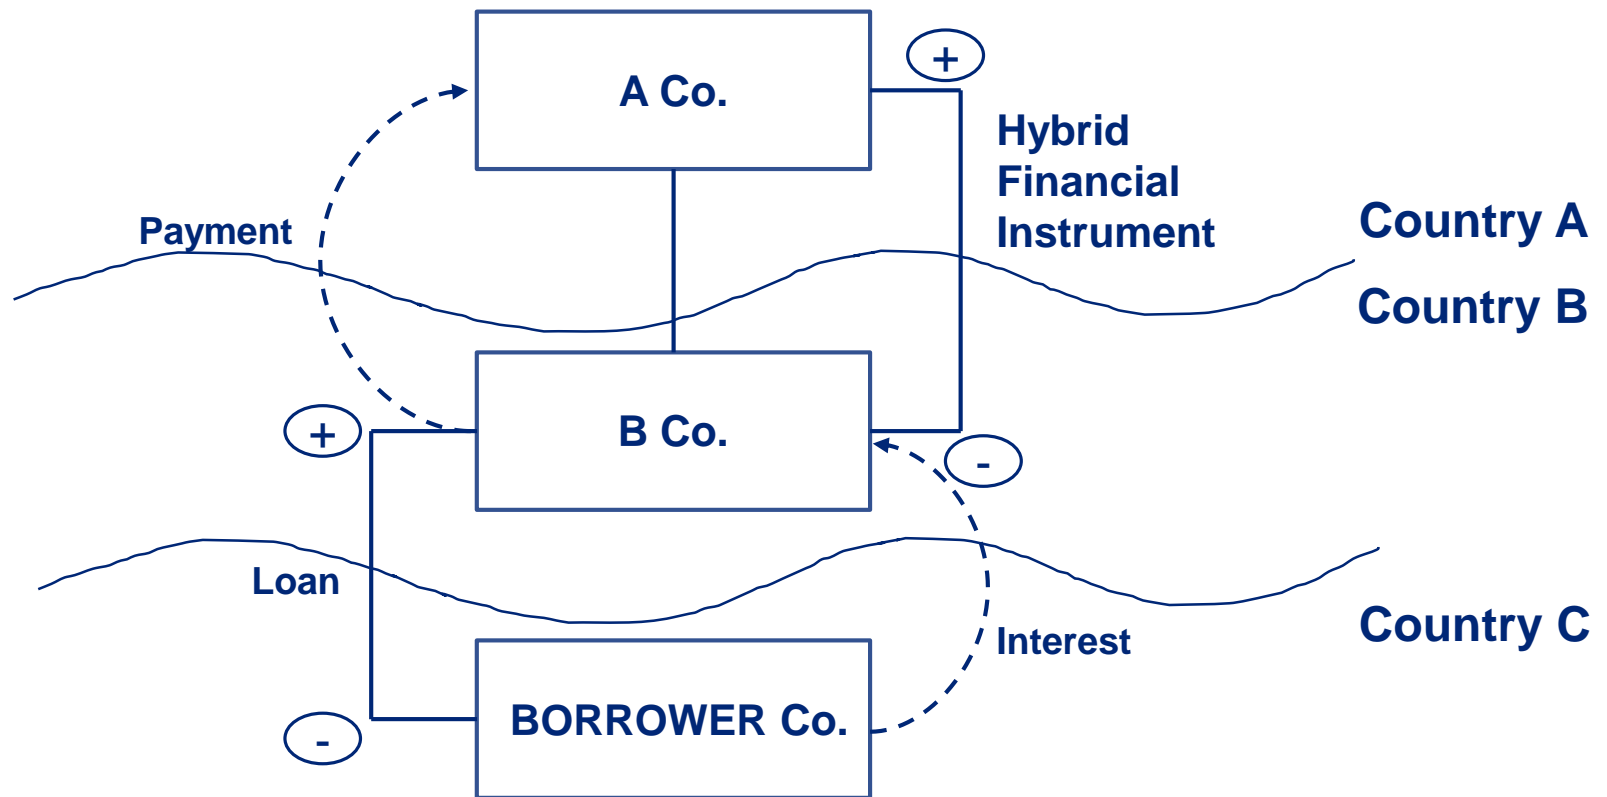 A Co.
+
Hybrid
Financial
Instrument
Payment
Country A
Country B
B Co.
+
-
Loan
Interest
Country C
BORROWER Co.
-